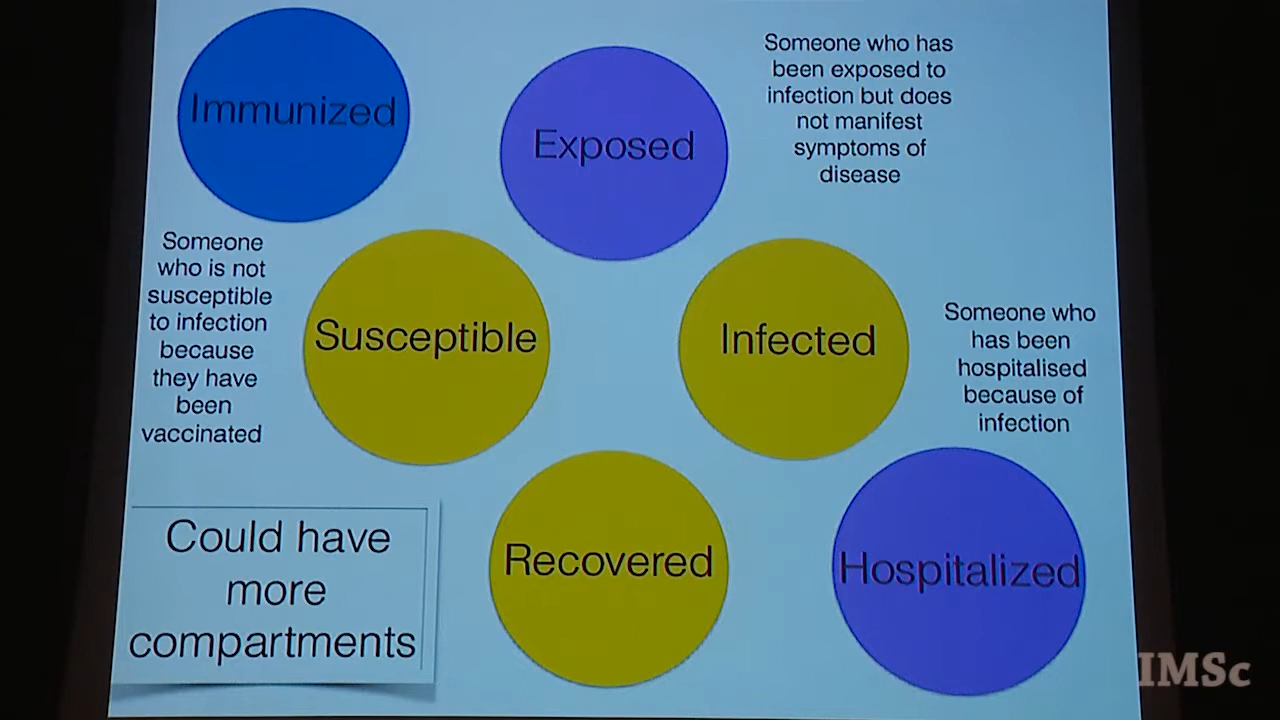 Immunized
Exposed
Someone who has
been exposed to
infection but does
not manifest
symptoms of
disease
Someone
who is not
susceptible
to infection
because
they have
been
vaccinated
Susceptible
Infected
Someone who
has been
hospitalised
because of
infection
Could have
more
compartments
Recovered
Hospitalized
IMSc